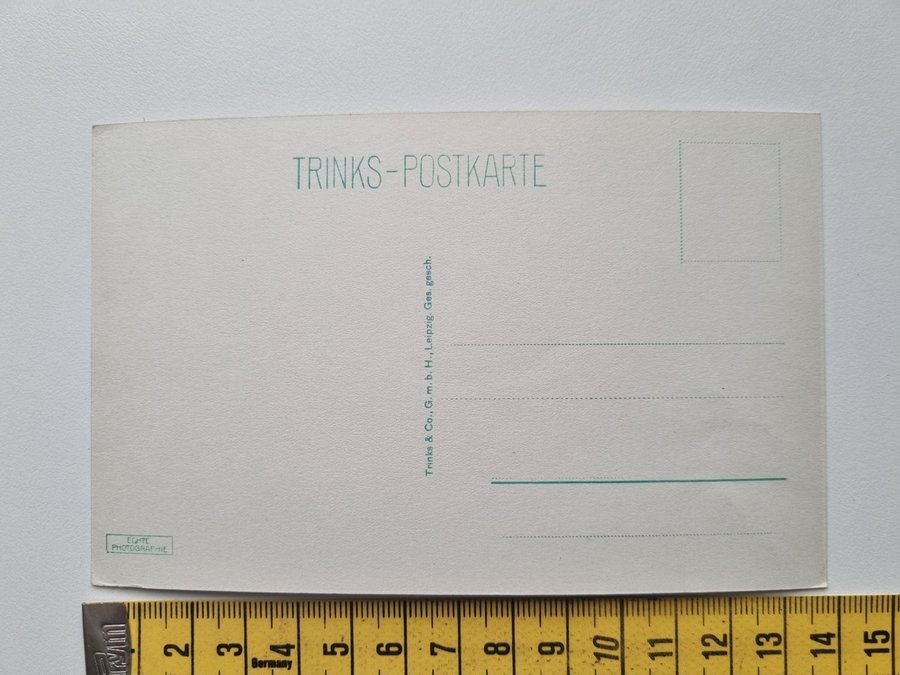 TRINKS-POSTKARTE
Trinks & Co., G. m. b. H., Leipzig. Ges. gesch.
ECHTE
PHOTOGRAPHIE
2 3 4 5 6 7 8 9 10 11 12 13 14 15
Germany